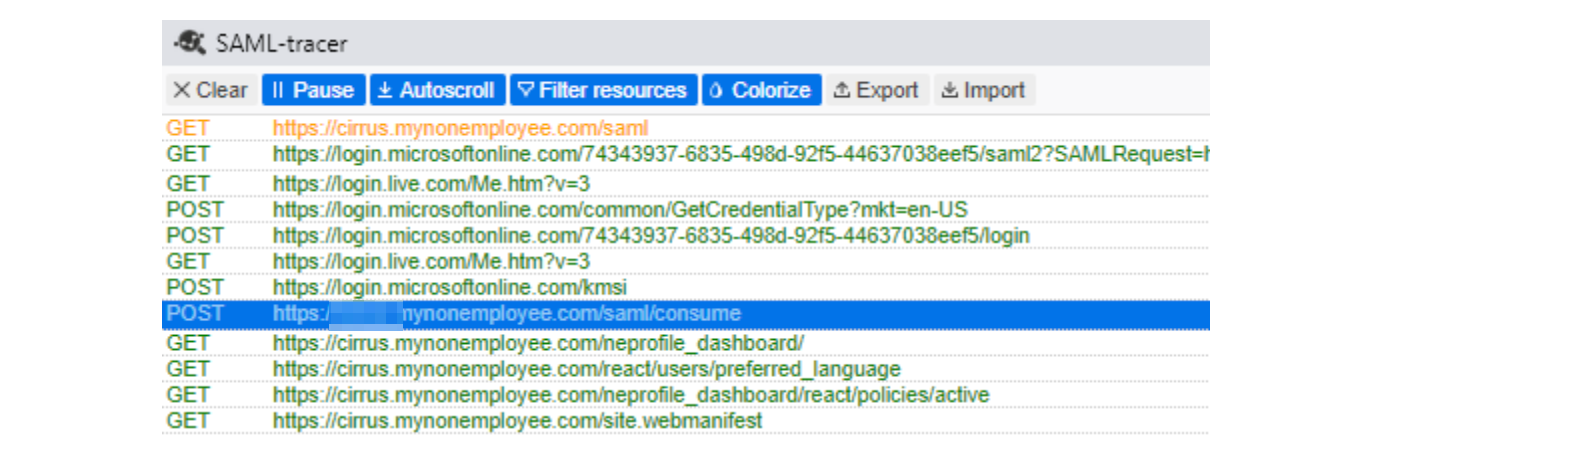 SAML-tracer
Clear Pause Autoscroll Filter resources Colorize Export Import
GET https://cirrus.mynonemployee.com/saml
GET https://login.microsoftonline.com/74343937-6835-498d-92f5-44637038eef5/saml2?SAMLRequest=
GET https://login.live.com/Me.htm?v=3
POST https://login.microsoftonline.com/common/GetCredentialType?mkt=en-US
POST https://login.microsoftonline.com/74343937-6835-498d-92f5-44637038eef5/login
GET https://login.live.com/Me.htm?v=3
POST https://login.microsoftonline.com/kmsi
POST https:/ mynonemployee.com/saml/consume
GET https://cirrus.mynonemployee.com/neprofile_dashboard/
GET https://cirrus.mynonemployee.com/react/users/preferred_language
GET https://cirrus.mynonemployee.com/neprofile_dashboard/react/policies/active
GET https://cirrus.mynonemployee.com/site.webmanifest